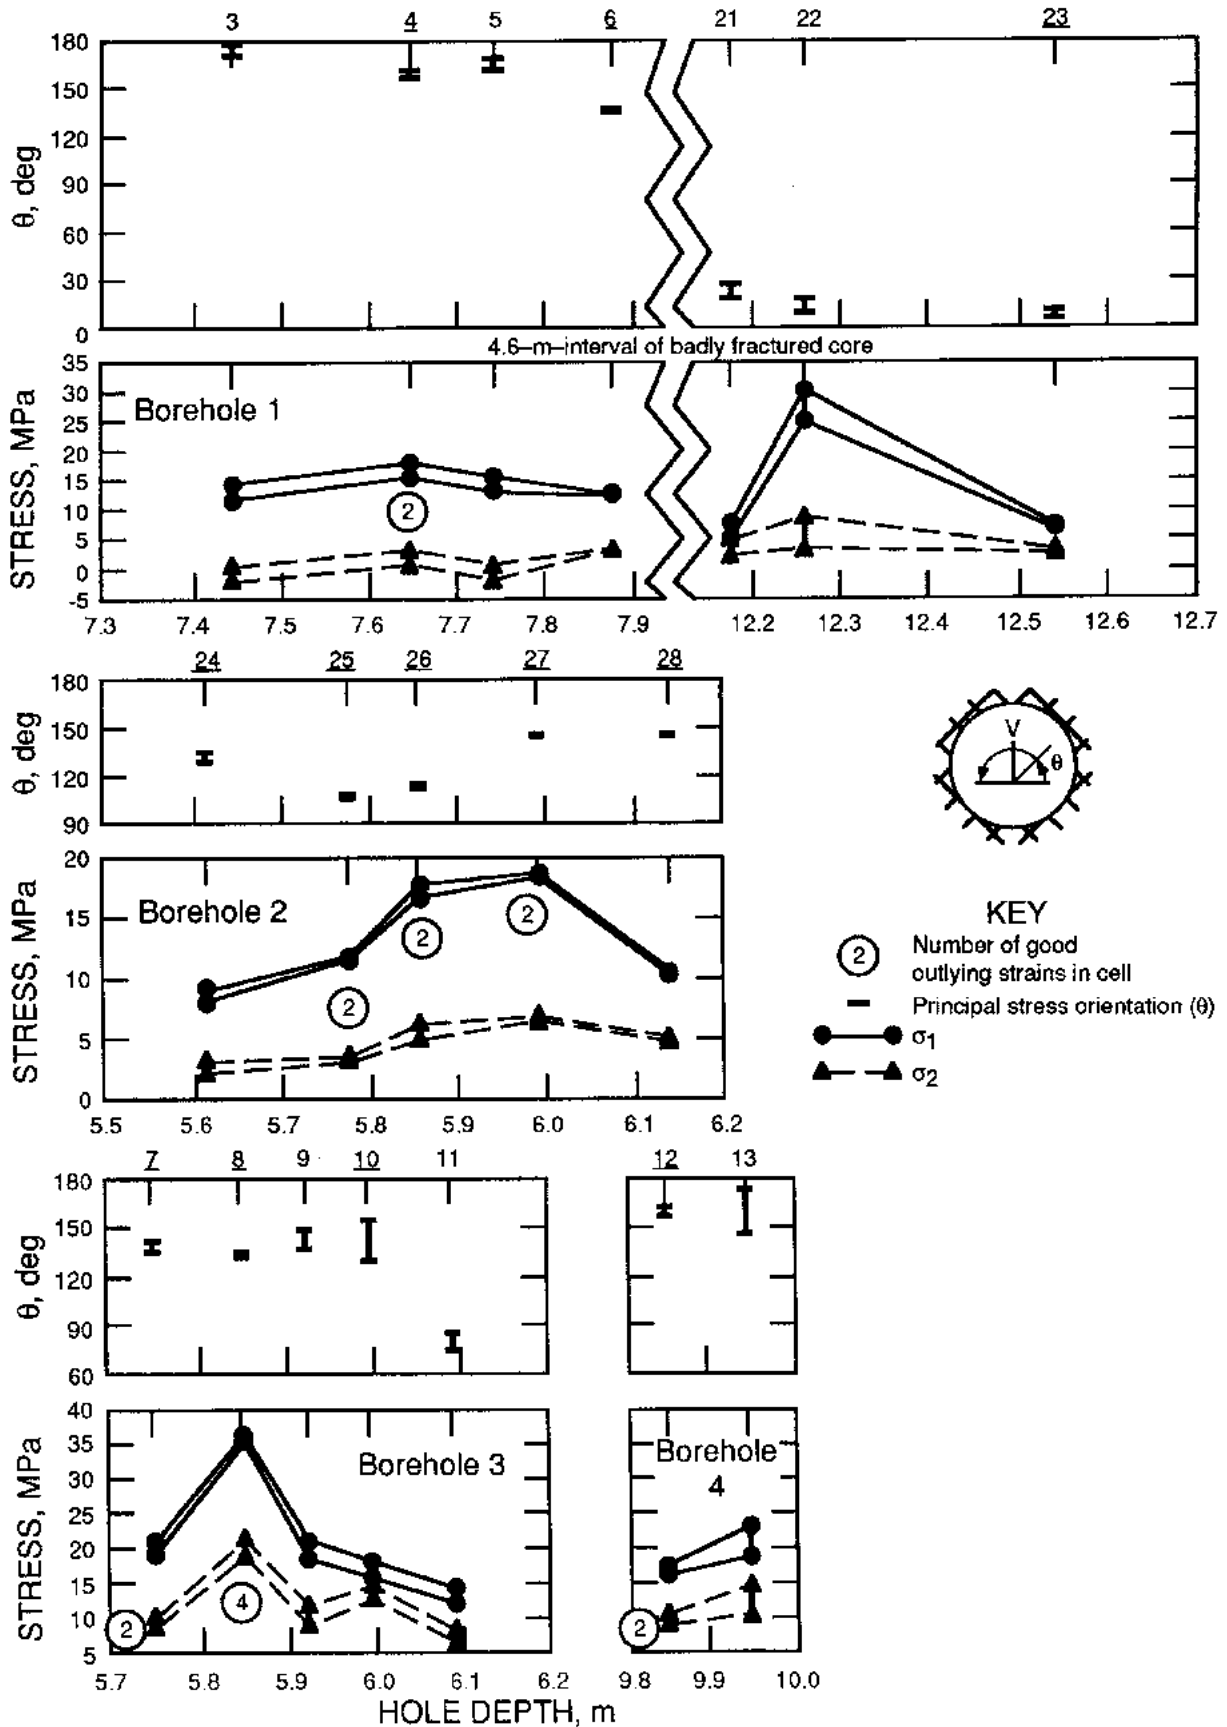 3 4 5 6 21 22 23
180
150
120
90
60
30
0
θ, deg
4.6–m–interval of badly fractured core
35
30
25
20
15
10
5
0
-5
STRESS, MPa
Borehole 1
2
7.3 7.4 7.5 7.6 7.7 7.8 7.9 12.2 12.3 12.4 12.5 12.6 12.7
24 25 26 27 28
180
150
120
90
θ, deg
V
θ
20
15
10
5
0
STRESS, MPa
Borehole 2
2
2
2
5.5 5.6 5.7 5.8 5.9 6.0 6.1 6.2
KEY
2 Number of good
outlying strains in cell
Principal stress orientation (θ)
σ1
σ2
7 8 9 10 11 12 13
180
150
120
90
60
θ, deg
40
35
30
25
20
15
10
5
STRESS, MPa
Borehole 3
2
4
Borehole
4
2
5.7 5.8 5.9 6.0 6.1 6.2 9.8 9.9 10.0
HOLE DEPTH, m